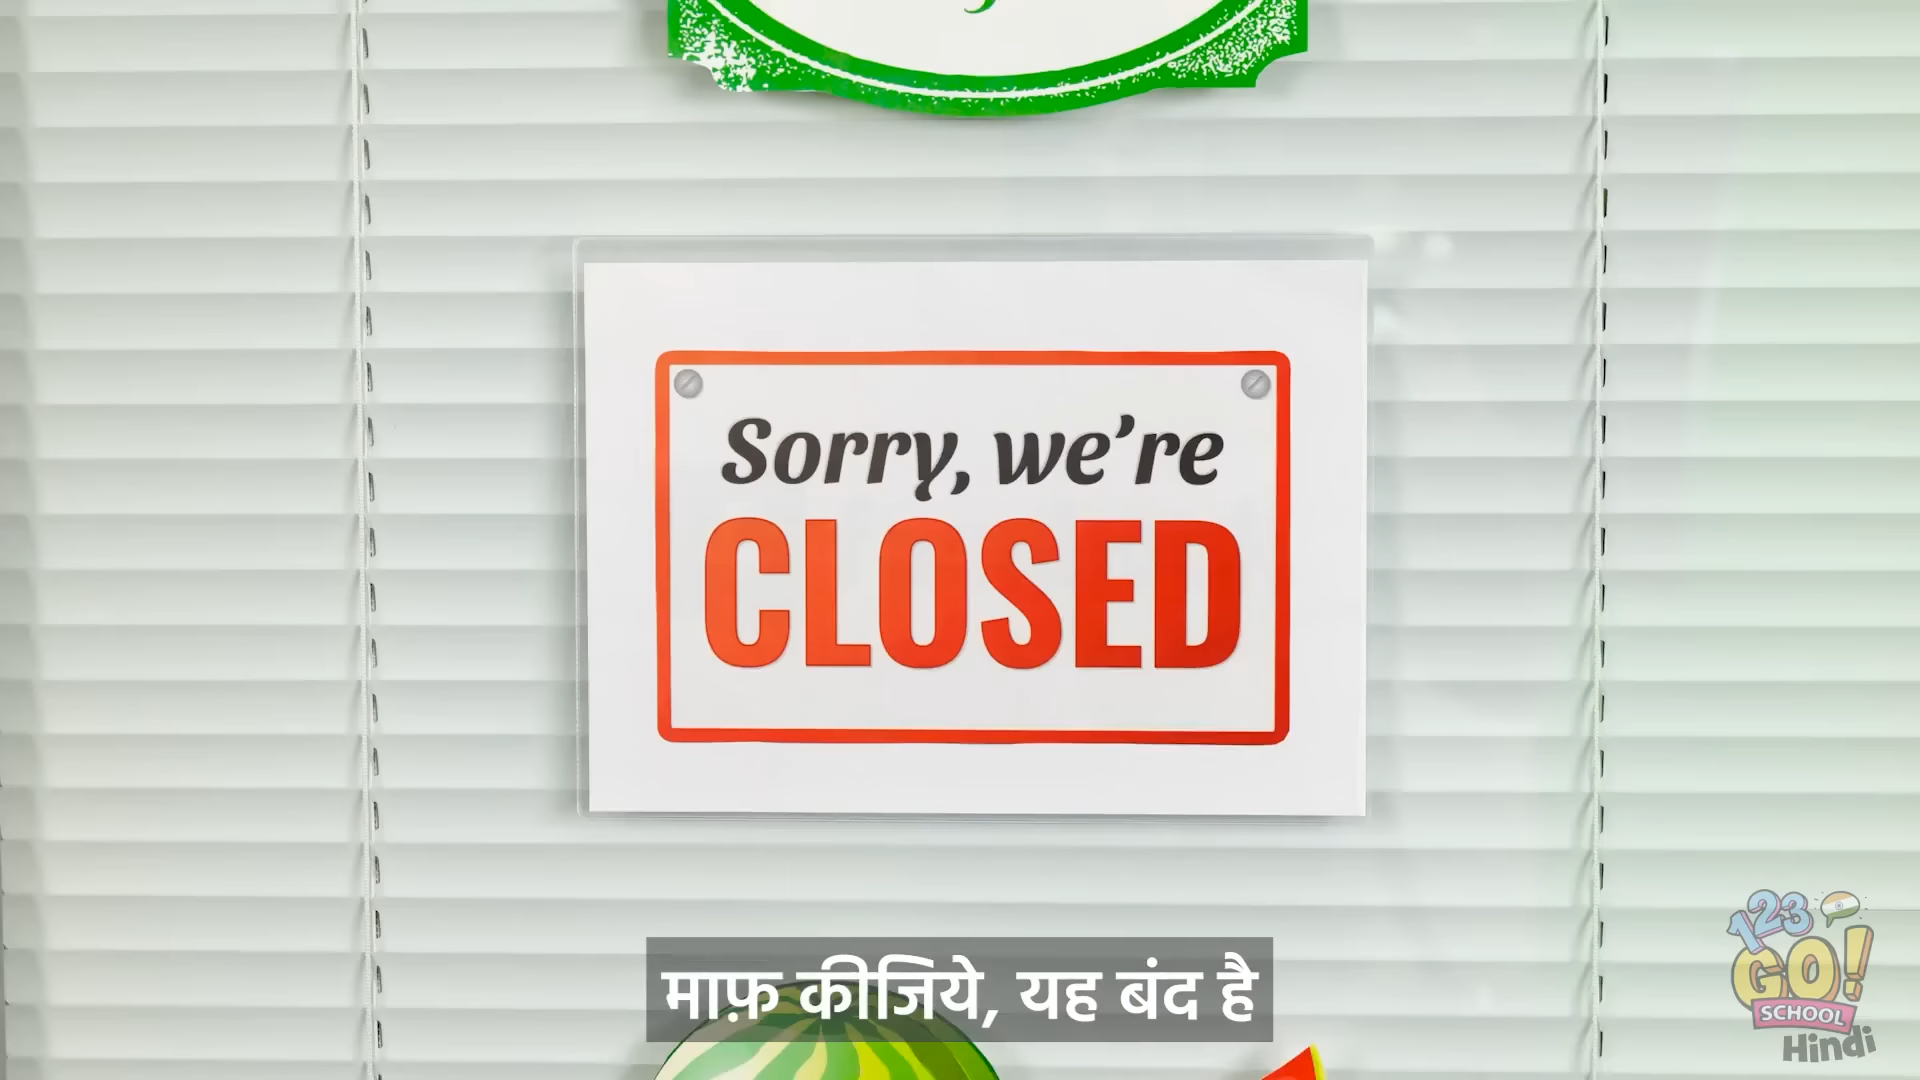 Sorry, we're
CLOSED
माफ़ कीजिये, यह बंद है
123
GO!
SCHOOL
Hindi